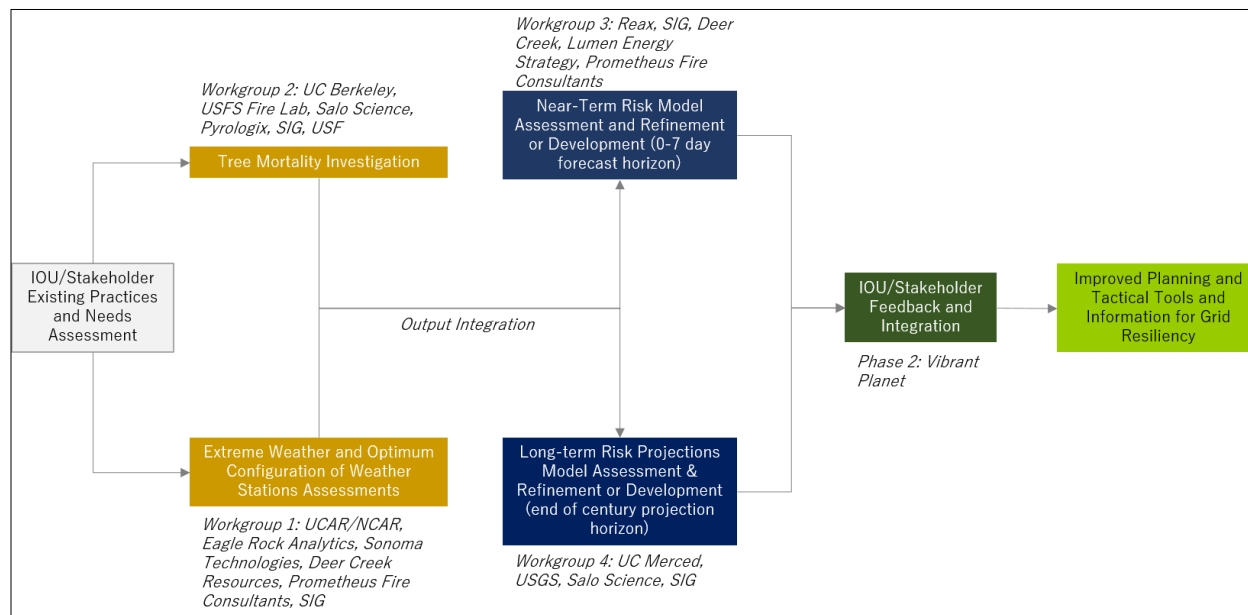 Workgroup 2: UC Berkeley,
USFS Fire Lab, Salo Science,
Pyrologix, SIG, USF
Tree Mortality Investigation
Workgroup 3: Reax, SIG, Deer
Creek, Lumen Energy
Strategy, Prometheus Fire
Consultants
Near-Term Risk Model
Assessment and Refinement
or Development (0-7 day
forecast horizon)
IOU/Stakeholder
Existing Practices
and Needs
Assessment
Output Integration
IOU/Stakeholder
Feedback and
Integration
Phase 2: Vibrant
Planet
Improved Planning and
Tactical Tools and
Information for Grid
Resiliency
Extreme Weather and Optimum
Configuration of Weather
Stations Assessments
Workgroup 1: UCAR/NCAR,
Eagle Rock Analytics, Sonoma
Technologies, Deer Creek
Resources, Prometheus Fire
Consultants, SIG
Long-term Risk Projections
Model Assessment &
Refinement or Development
(end of century projection
horizon)
Workgroup 4: UC Merced,
USGS, Salo Science, SIG